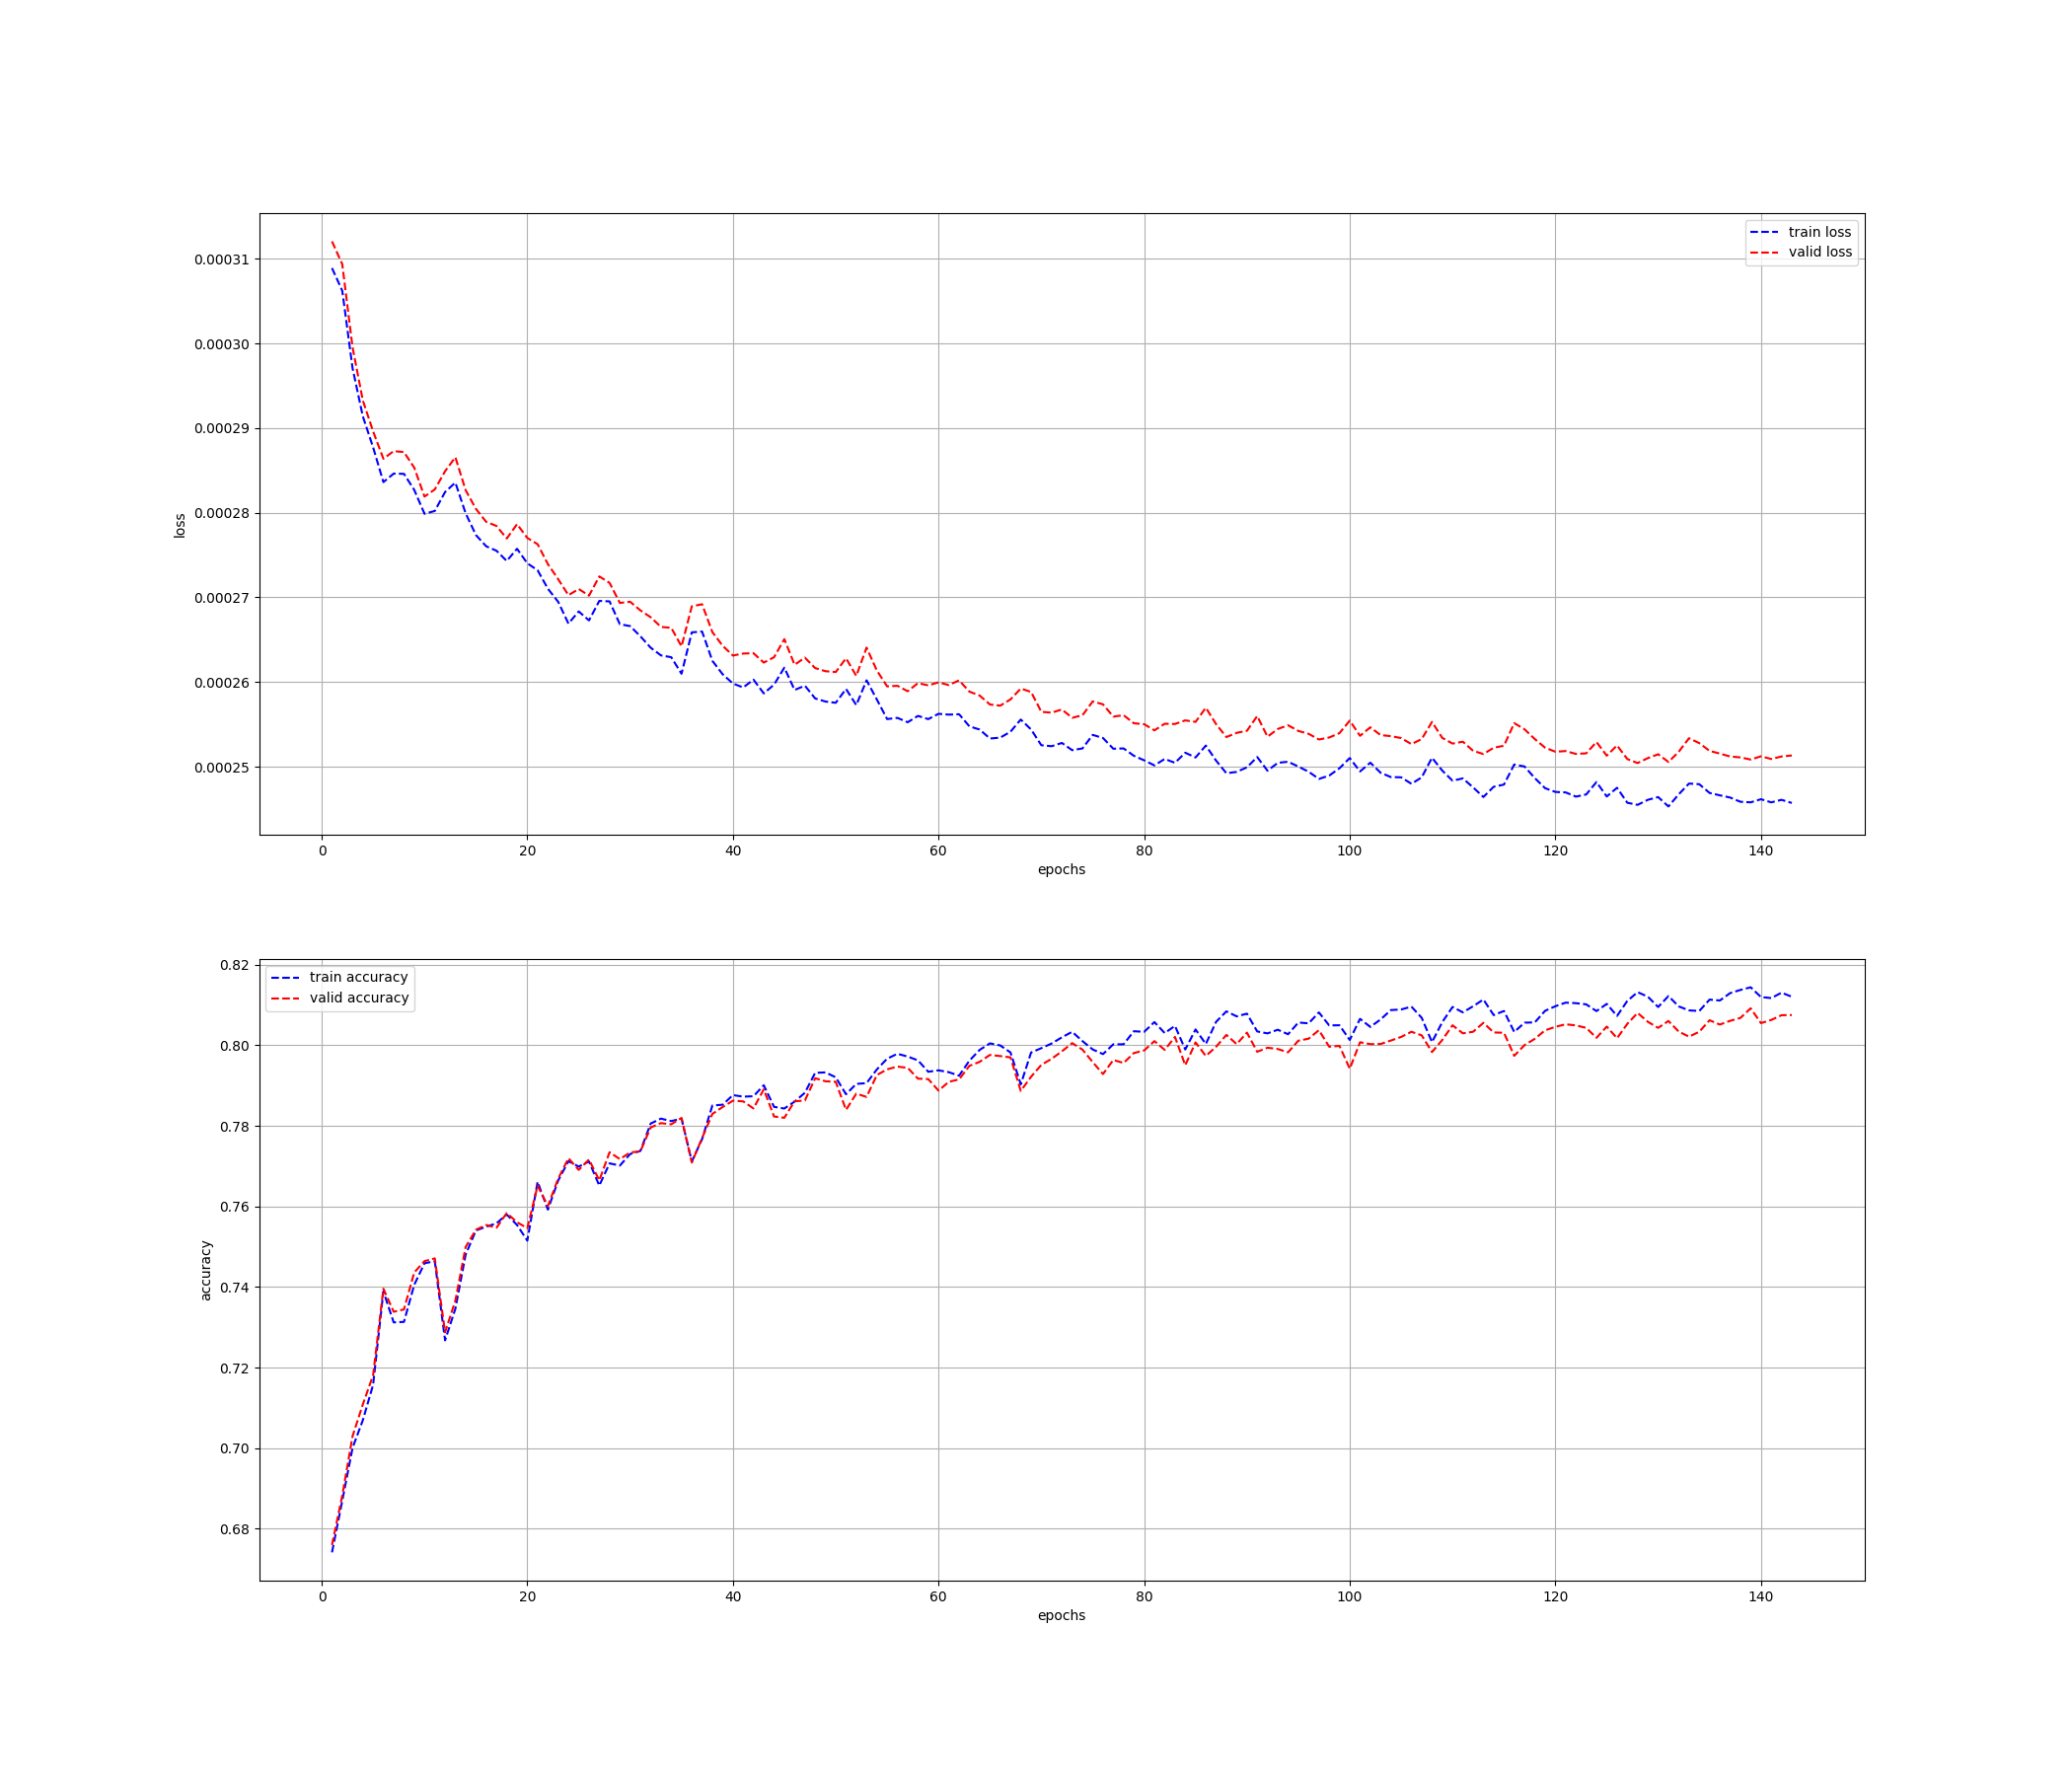 train loss
valid loss
0.00031
0.00030
0.00029
0.00028
0.00027
0.00026
0.00025
loss
0 20 40 60 80 100 120 140
epochs
train accuracy
valid accuracy
0.82
0.80
0.78
0.76
0.74
0.72
0.70
0.68
accuracy
0 20 40 60 80 100 120 140
epochs